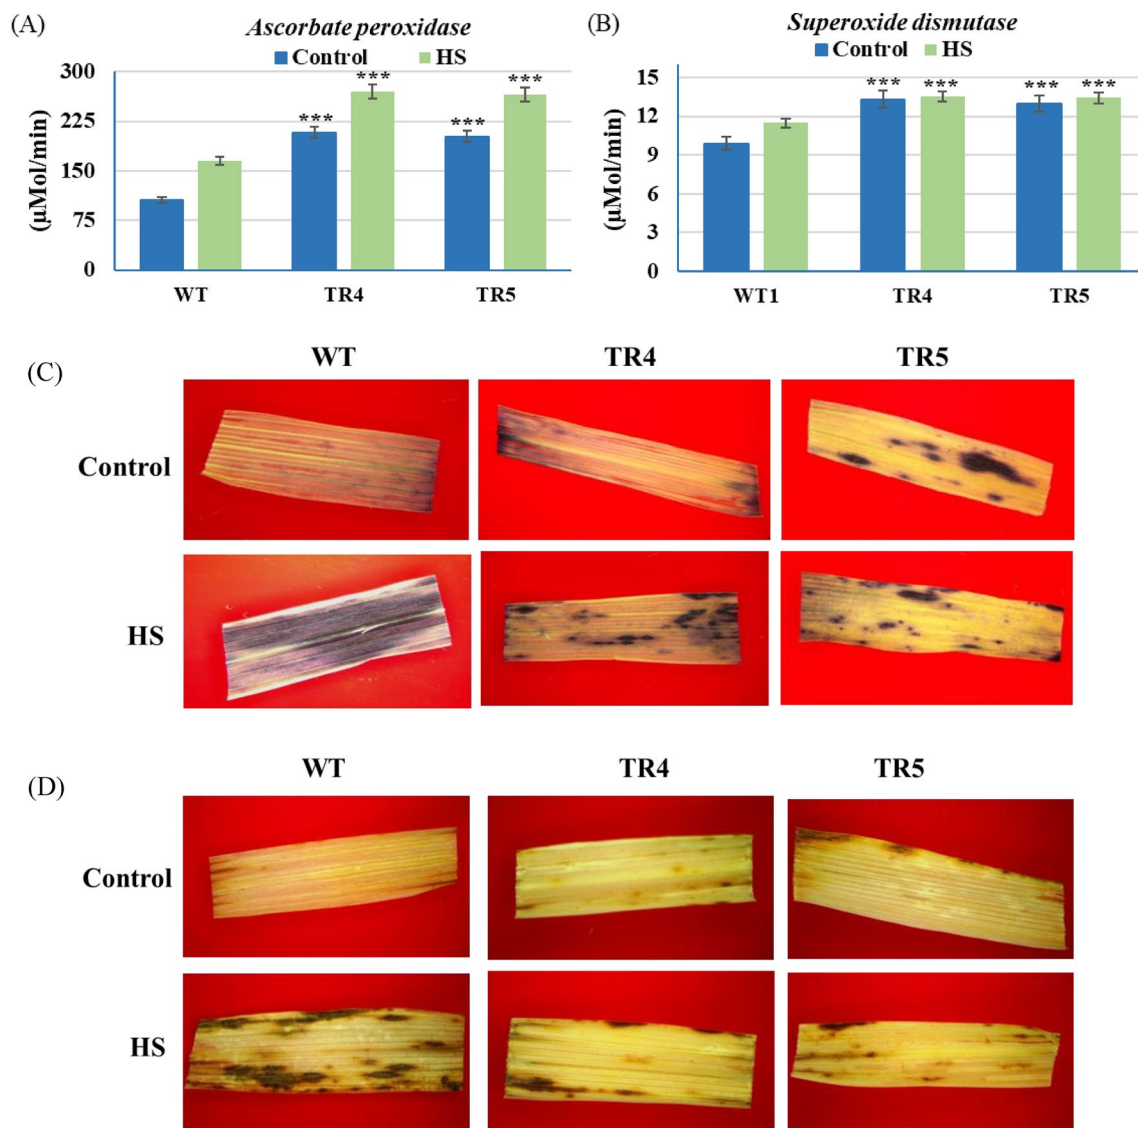 (A)
Ascorbate peroxidase
Control HS
(µMol/min)
300
225
150
75
0
***
***
***
***
WT TR4 TR5
(B)
Superoxide dismutase
Control HS
(µMol/min)
15
12
9
6
3
0
*** *** *** ***
WT1 TR4 TR5
(C)
WT TR4 TR5
Control
HS
(D)
WT TR4 TR5
Control
HS